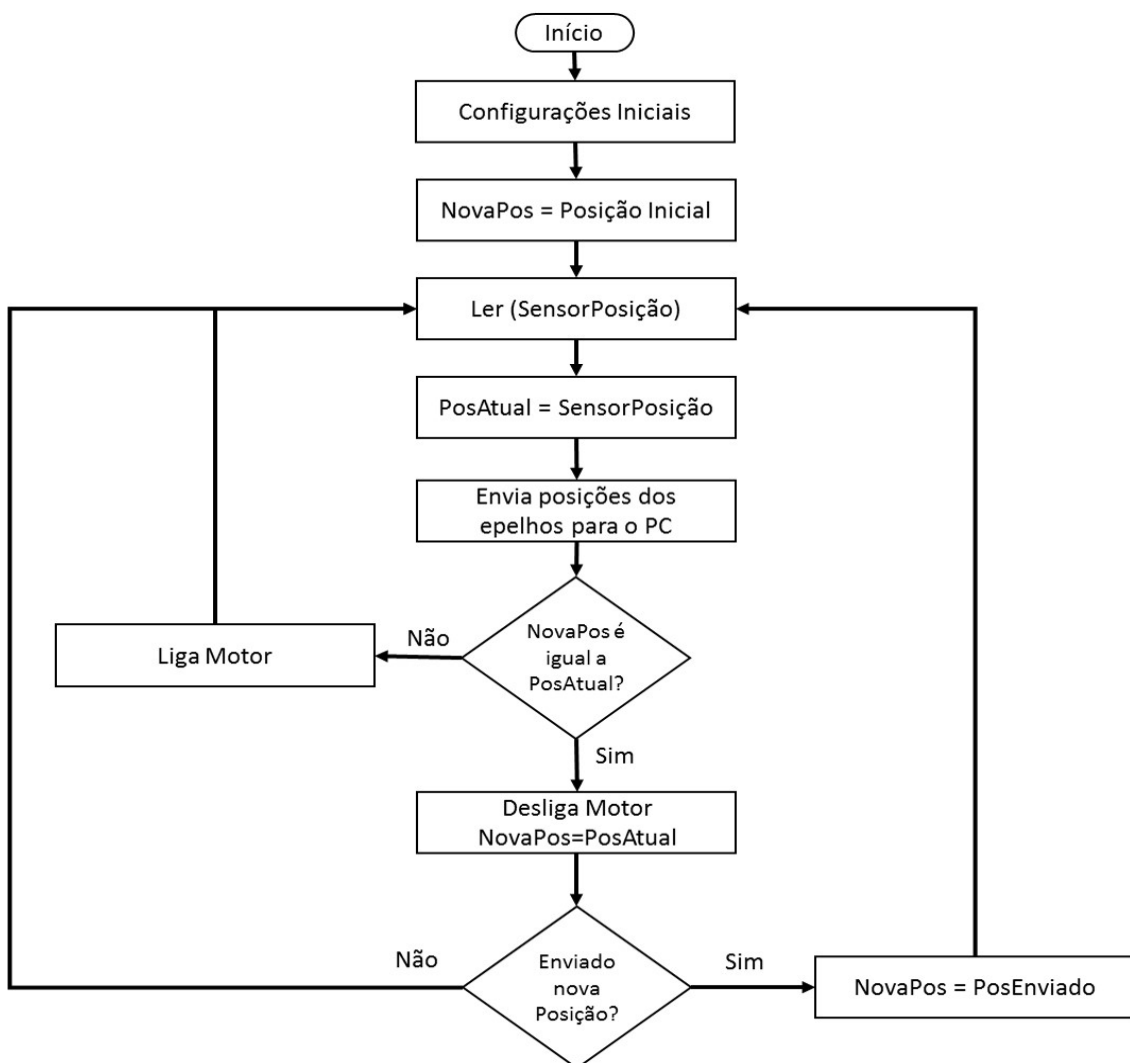 Início
Configurações Iniciais
NovaPos = Posição Inicial
Ler (SensorPosição)
PosAtual = SensorPosição
Envia posições dos
epelhos para o PC
Não
NovaPos é
igual a
PosAtual?
Liga Motor
Sim
Desliga Motor
NovaPos=PosAtual
Não
Enviado
nova
Posição?
Sim
NovaPos = PosEnviado